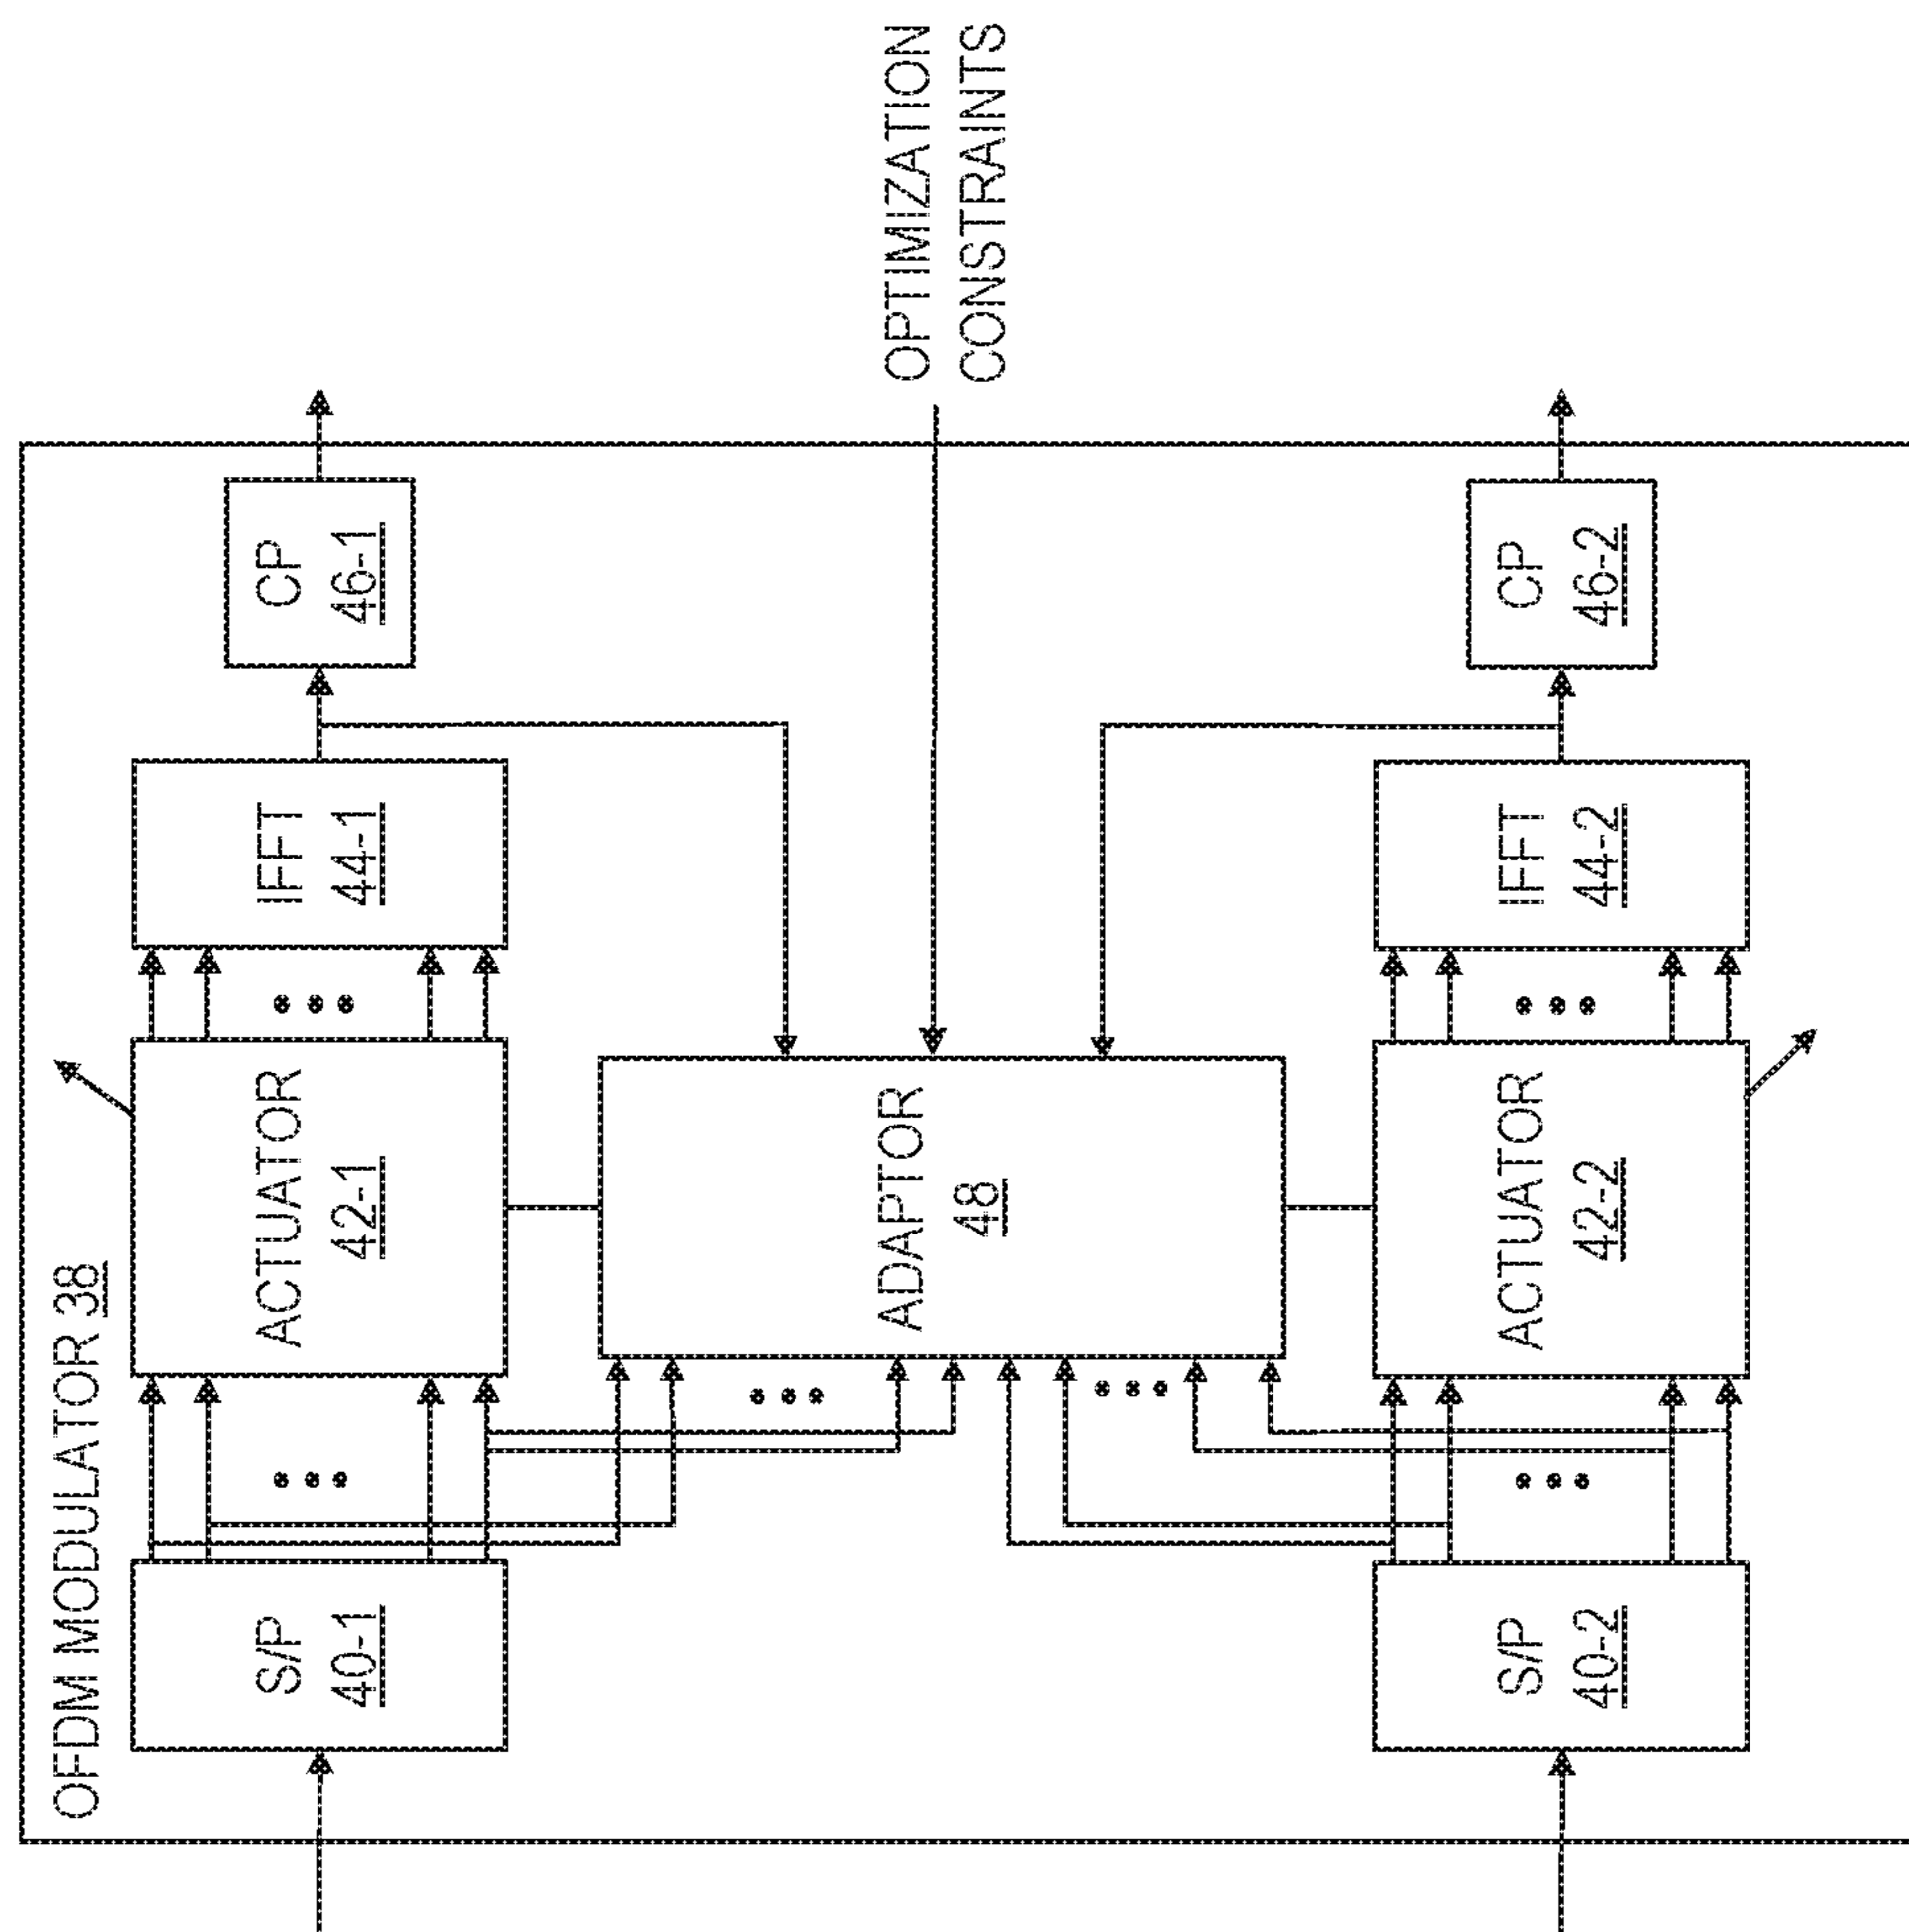 OFDM MODULATOR 38
S/P
40-1
ACTUATOR
42-1
IFFT
44-1
CP
46-1
ADAPTOR
48
OPTIMIZATION
CONSTRAINTS
S/P
40-2
ACTUATOR
42-2
IFFT
44-2
CP
46-2